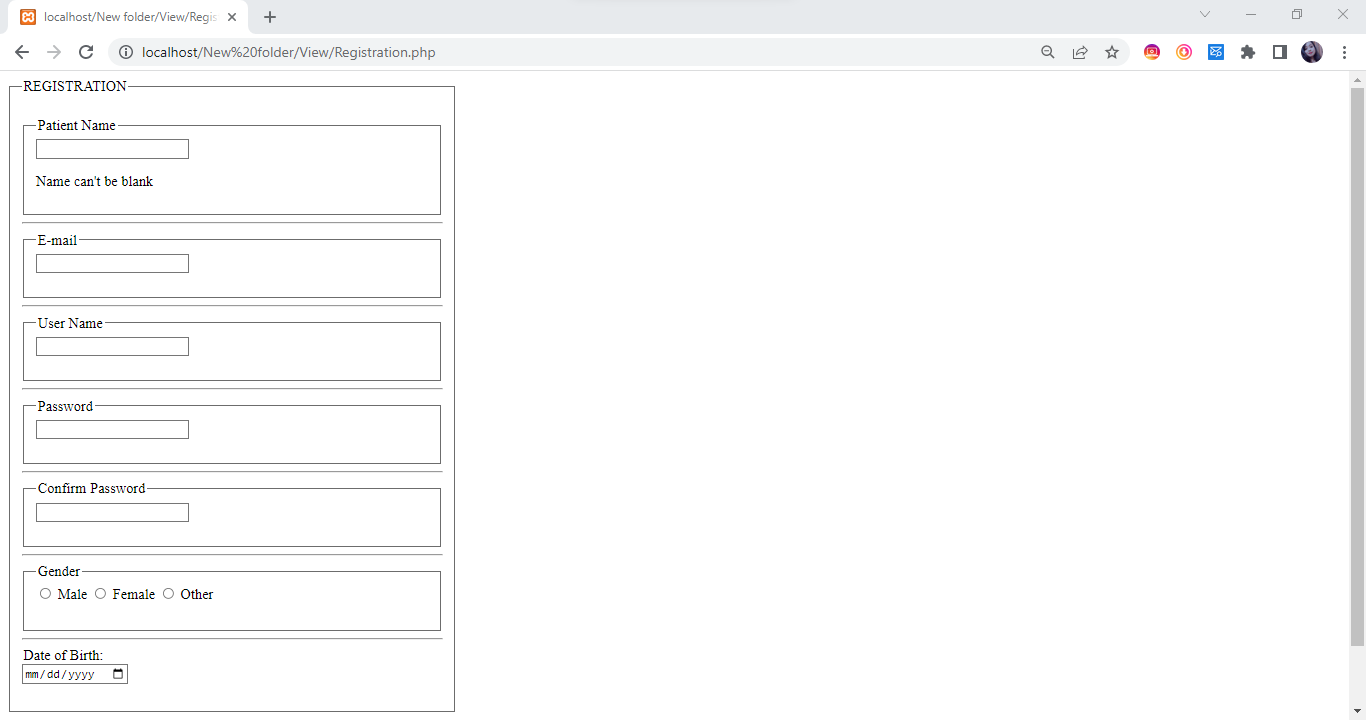 localhost/New folder/View/Regis
localhost/New%20folder/View/Registration.php
REGISTRATION
Patient Name
Name can't be blank
E-mail
User Name
Password
Confirm Password
Gender
Male Female Other
Date of Birth:
mm/dd/yyyy